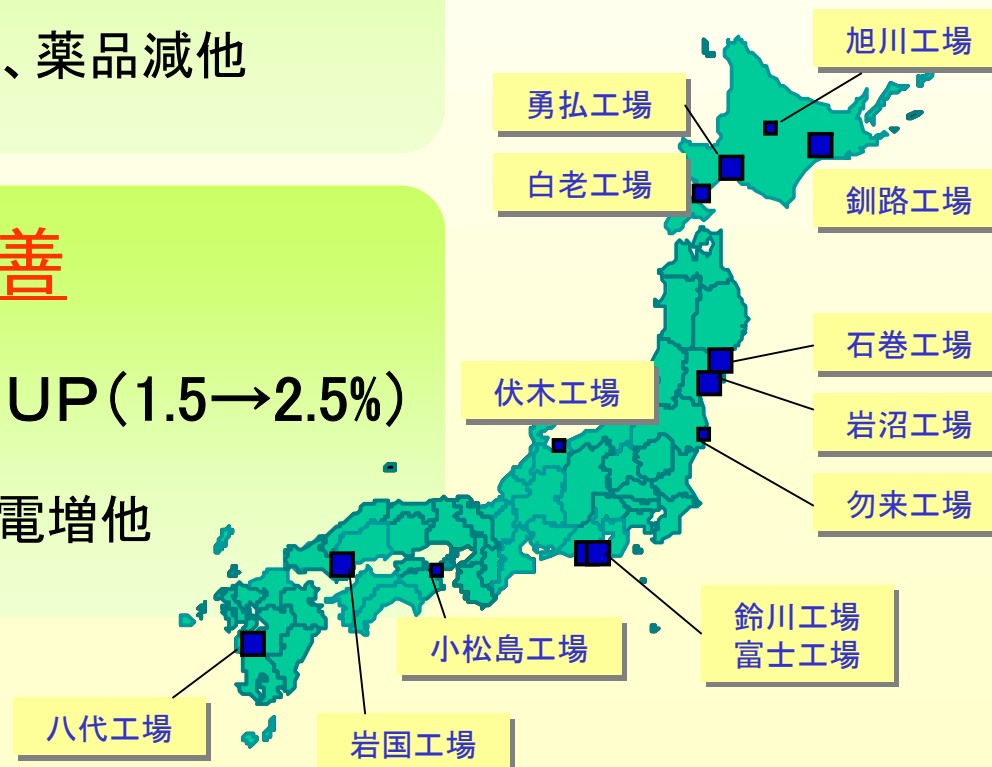 、薬品減他
善
UP(1.5→2.5%)
電増他
旭川工場
勇払工場
白老工場
釧路工場
石巻工場
伏木工場
岩沼工場
勿来工場
鈴川工場
富士工場
小松島工場
八代工場
岩国工場